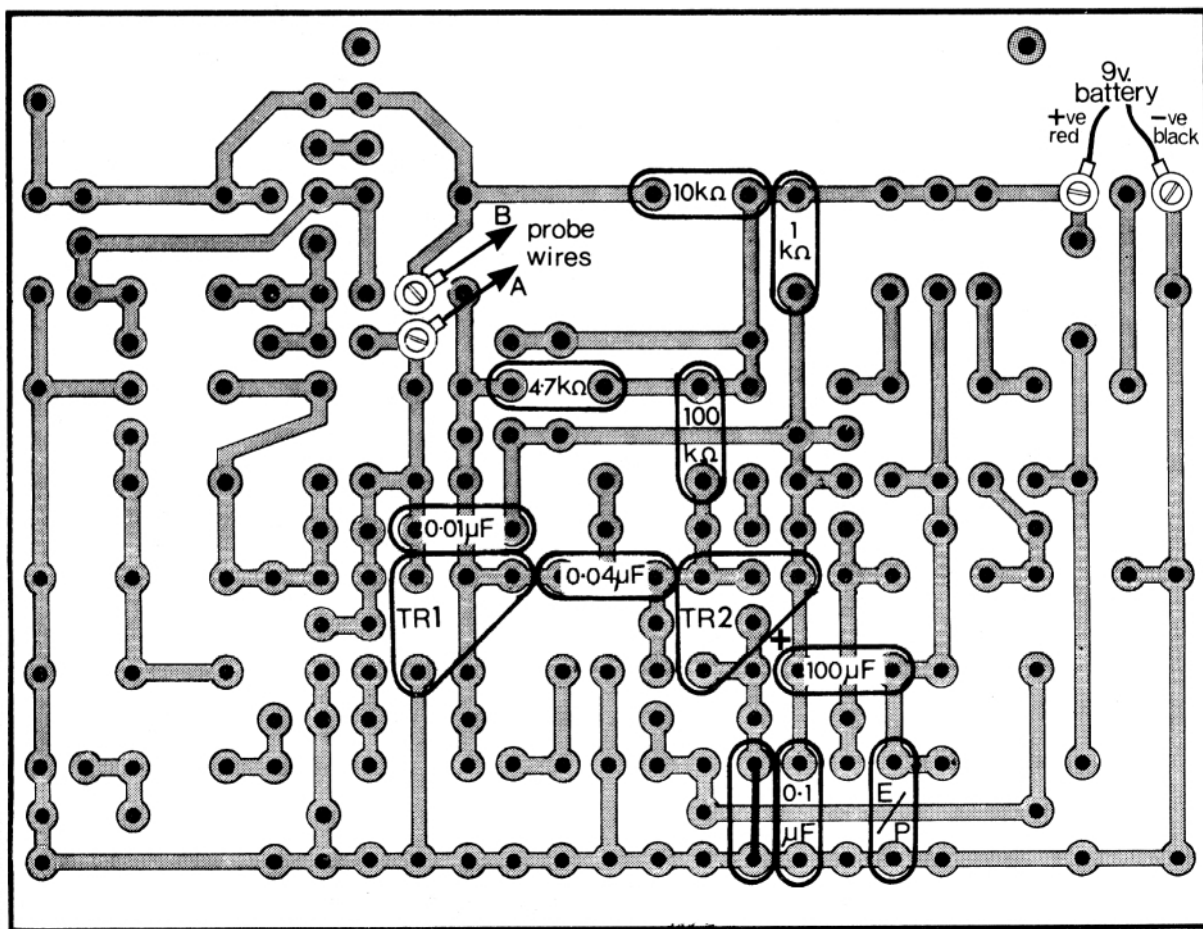 9v.
battery
+ve
red
-ve
black
10kΩ
1
kΩ
B
probe
wires
A
4·7kΩ
100
kΩ
0·01µF
0·04µF
TR1
TR2
+
100µF
0·1
µF
E/P